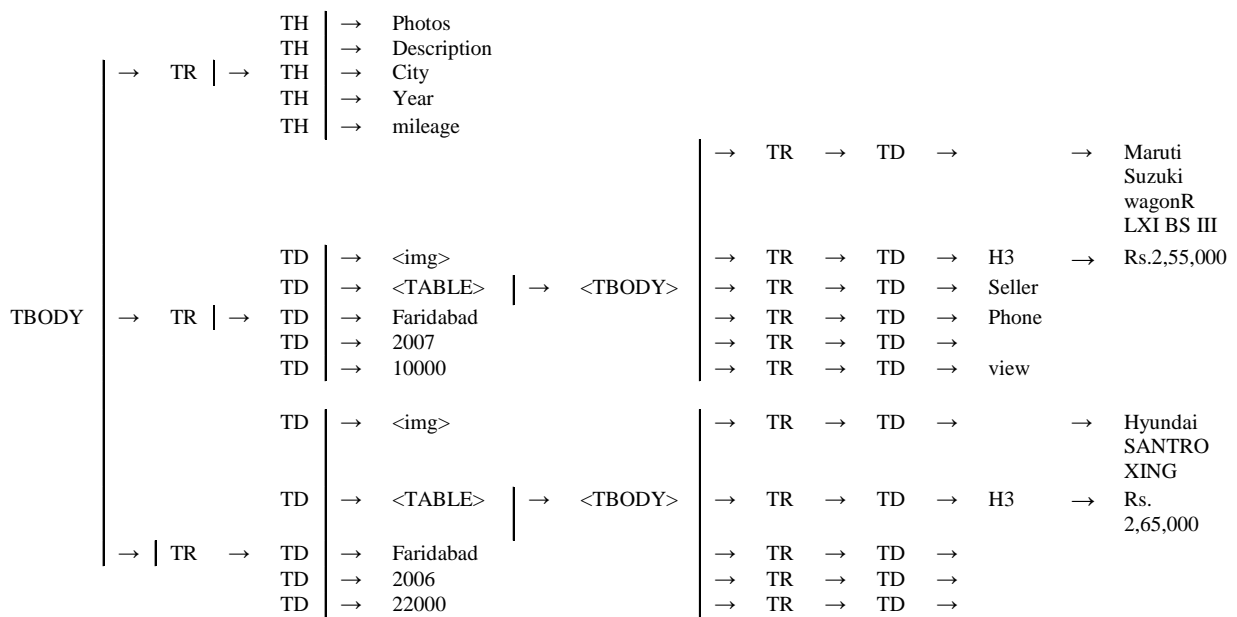 TH → Photos
TH → Description
→ TR → TH → City
TH → Year
TH → mileage
→ TR → TD → → Maruti
Suzuki
wagonR
LXI BS III
TD → <img> → TR → TD → H3 → Rs.2,55,000
TD → <TABLE> → <TBODY> → TR → TD → Seller
TBODY → TR → TD → Faridabad → TR → TD → Phone
TD → 2007 → TR → TD →
TD → 10000 → TR → TD → view
TD → <img> → TR → TD → → Hyundai
SANTRO
XING
TD → <TABLE> → <TBODY> → TR → TD → H3 → Rs.
2,65,000
→ TR → TD → Faridabad → TR → TD →
TD → 2006 → TR → TD →
TD → 22000 → TR → TD →